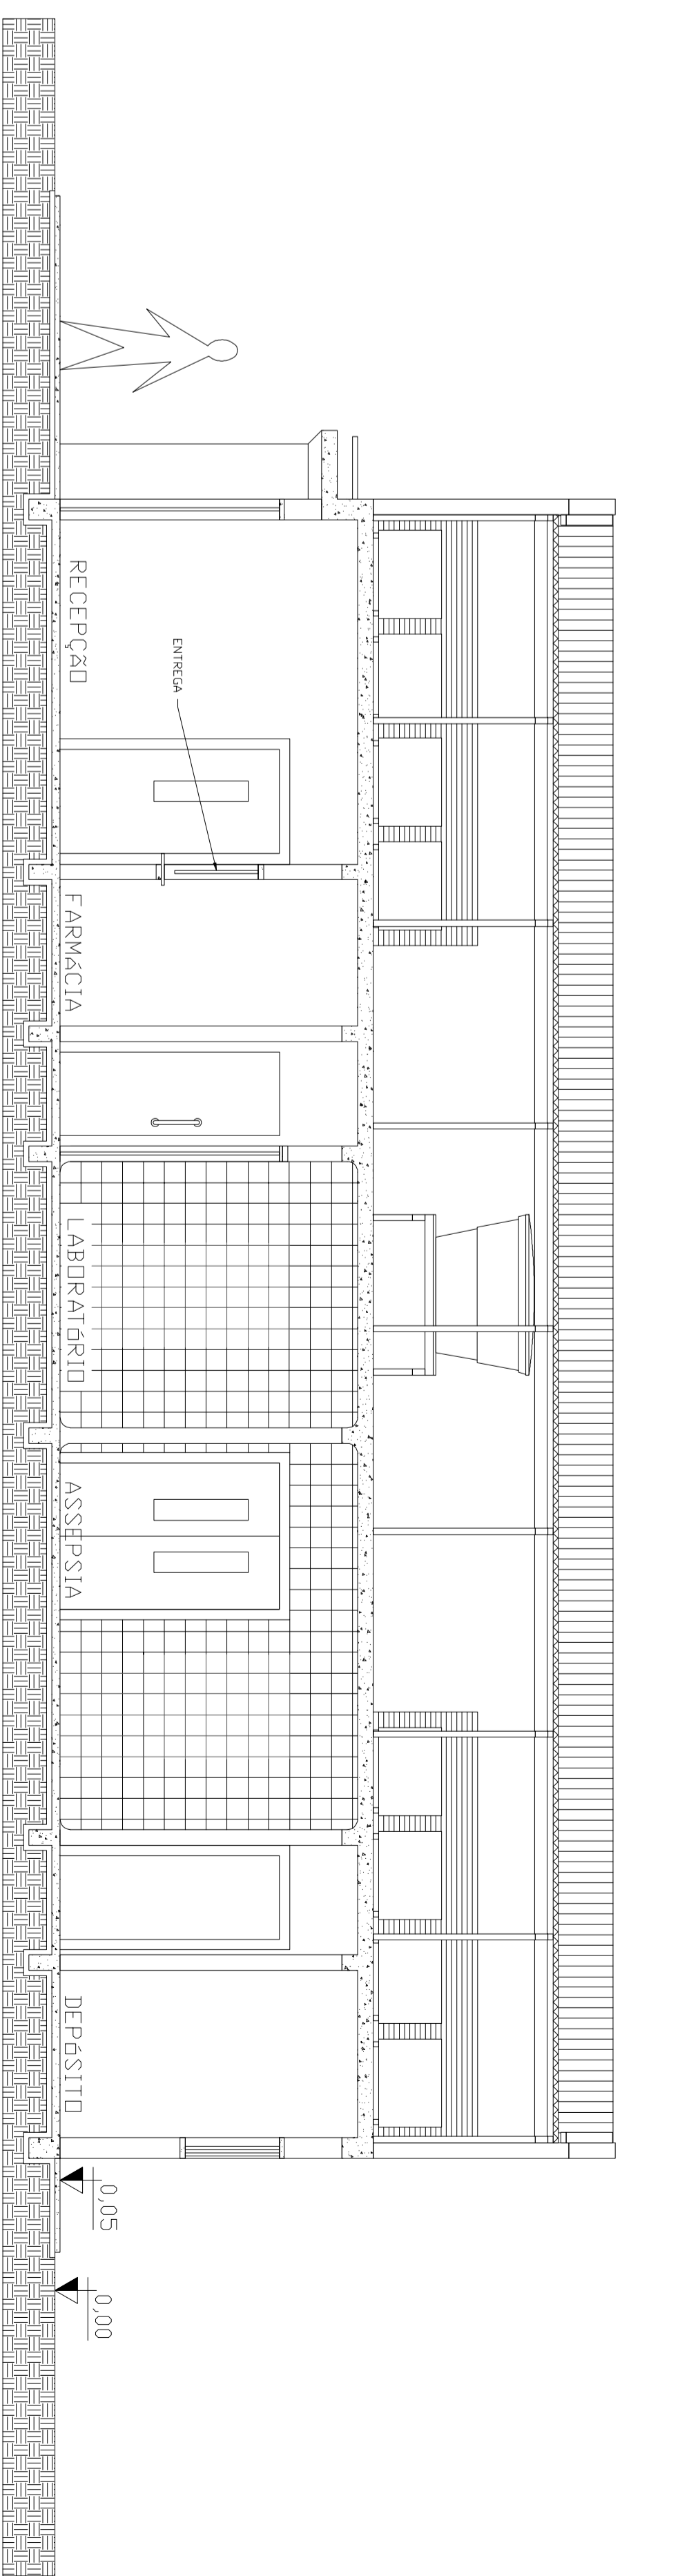 RECEPÇÃO
ENTREGA
FARMÁCIA
LABORATÓRIO
ASSEPSIA
DEPÓSITO
0,05
0,00